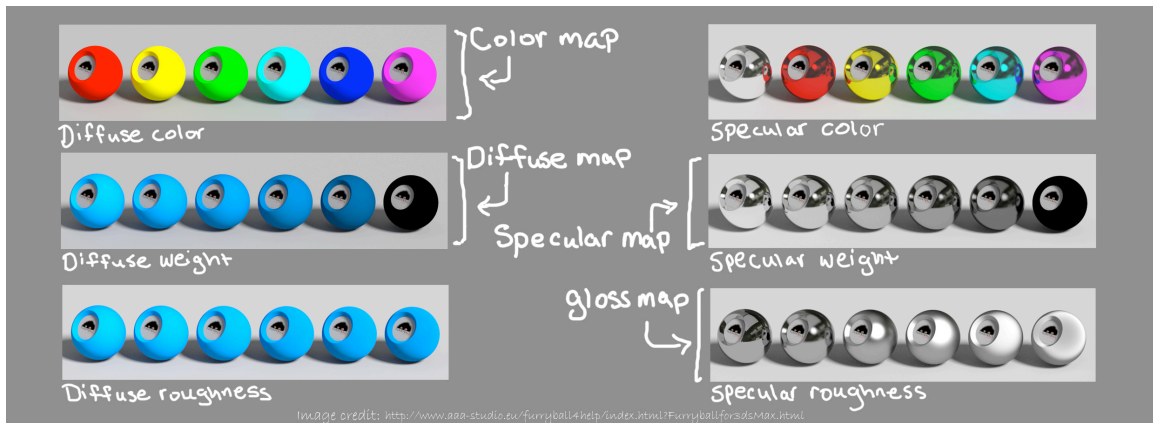 Color map
Diffuse color
Specular color
Diffuse map
Specular map
Diffuse weight
Specular weight
gloss map
Diffuse roughness
Specular roughness
Image credit: http://www.aaa-studio.eu/furryball4help/index.html?Furryballfor3dsMax.html